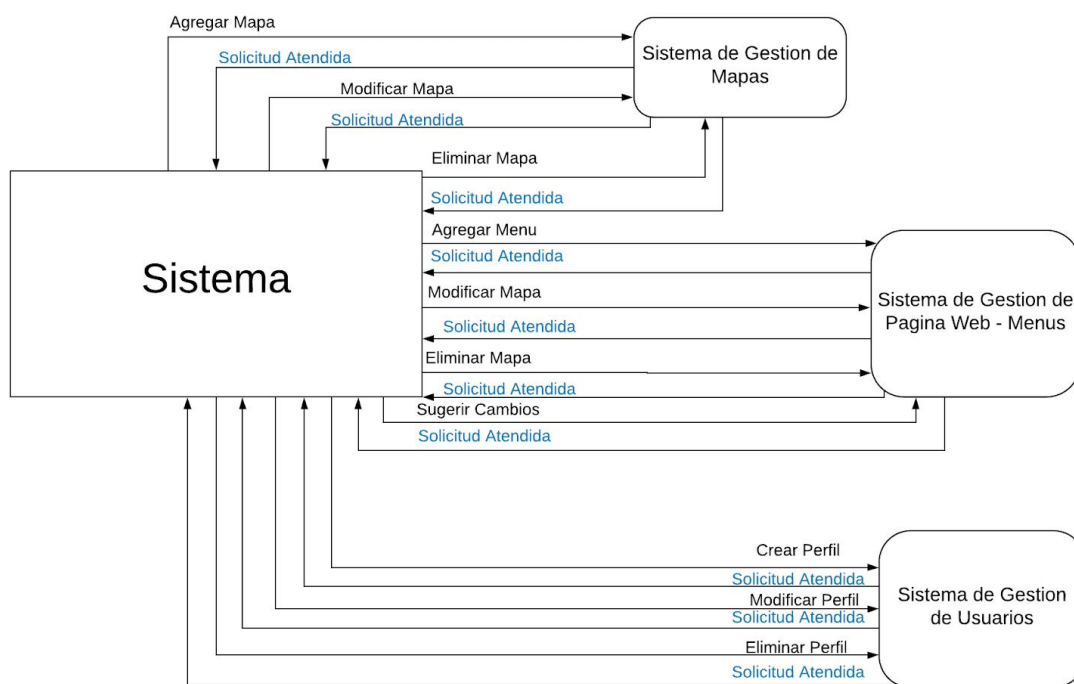 Agregar Mapa
Solicitud Atendida
Modificar Mapa
Solicitud Atendida
Sistema de Gestion de
Mapas
Eliminar Mapa
Solicitud Atendida
Sistema
Agregar Menu
Solicitud Atendida
Modificar Mapa
Solicitud Atendida
Eliminar Mapa
Solicitud Atendida
Sugerir Cambios
Solicitud Atendida
Sistema de Gestion de
Pagina Web - Menus
Crear Perfil
Solicitud Atendida
Modificar Perfil
Solicitud Atendida
Eliminar Perfil
Solicitud Atendida
Sistema de Gestion
de Usuarios